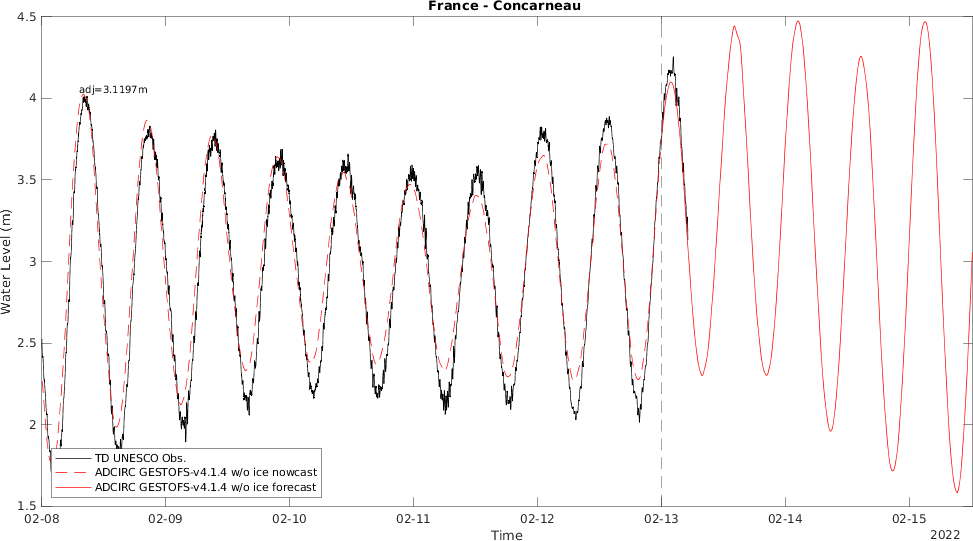 France - Concarneau
4.5
adj=3.1197m
4
3.5
3
2.5
2
1.5
Water Level (m)
TD UNESCO Obs.
ADCIRC GESTOFS-v4.1.4 w/o ice nowcast
ADCIRC GESTOFS-v4.1.4 w/o ice forecast
02-08 02-09 02-10 02-11 02-12 02-13 02-14 02-15
Time
2022